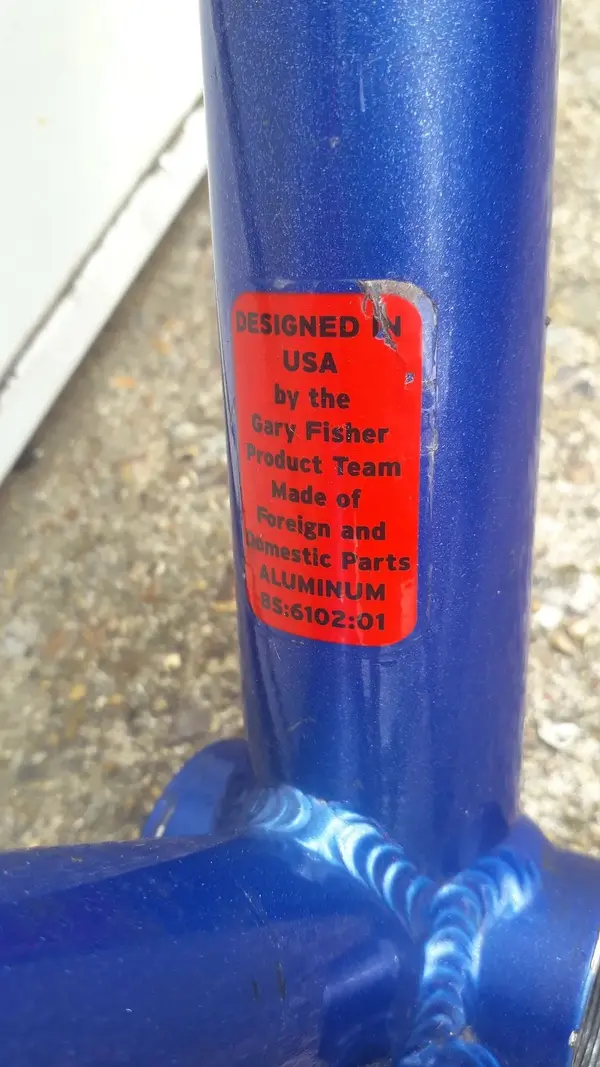 DESIGNED IN
USA
by the
Gary Fisher
Product Team
Made of
Foreign and
Domestic Parts
ALUMINUM
BS:6102:01